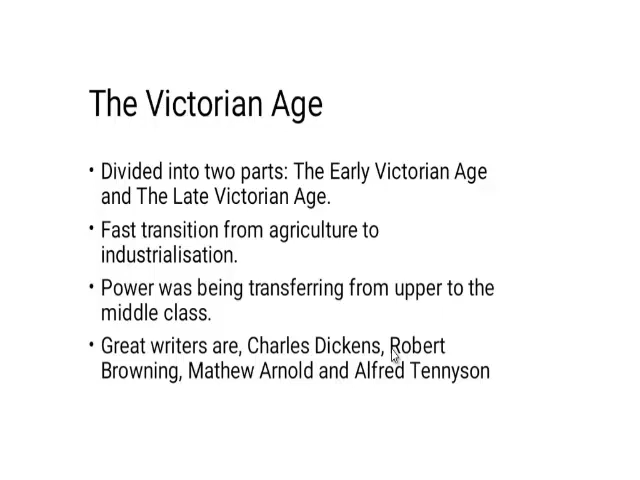 The Victorian Age
• Divided into two parts: The Early Victorian Age
and The Late Victorian Age.
• Fast transition from agriculture to
industrialisation.
• Power was being transferring from upper to the
middle class.
• Great writers are, Charles Dickens, Robert
Browning, Mathew Arnold and Alfred Tennyson